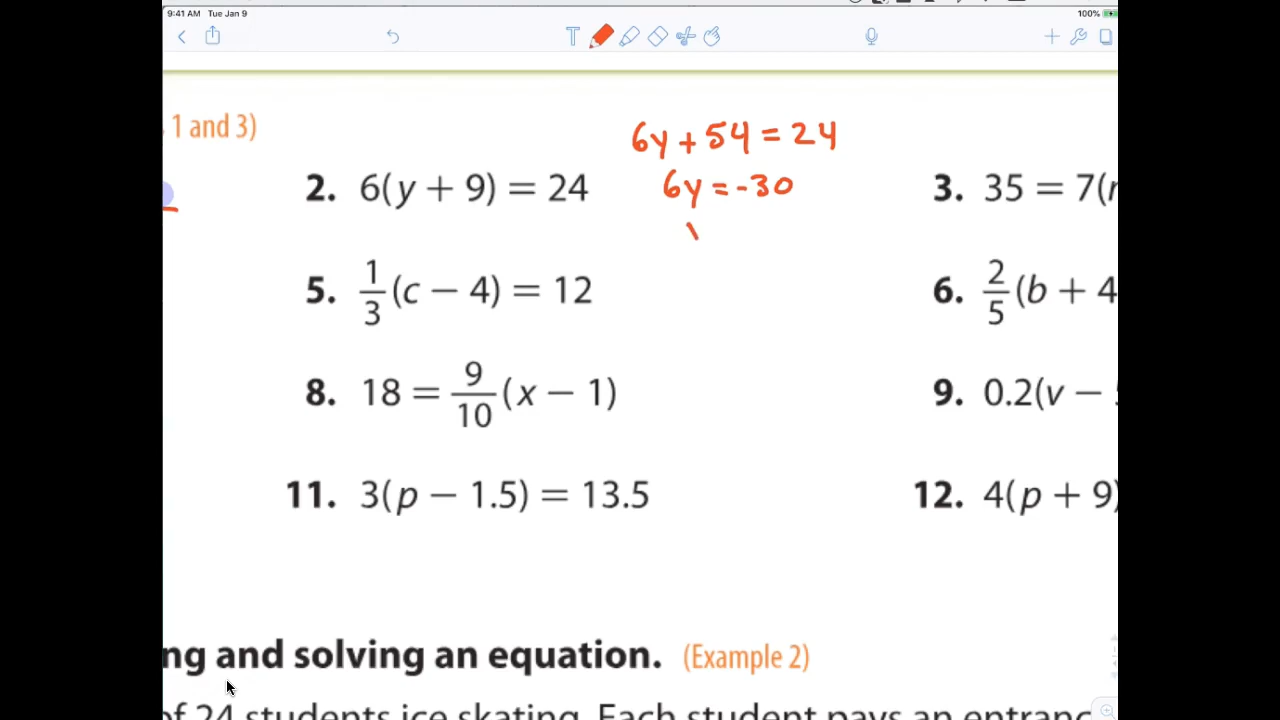 9:41 AM Tue Jan 9
100%
T
1 and 3)
6y + 54 = 24
2. 6(y + 9) = 24
6y = -30
3. 35 = 7(
5. 1/3 (c − 4) = 12
6. 2/5 (b + 4
8. 18 = 9/10 (x − 1)
9. 0.2(v −
11. 3(p − 1.5) = 13.5
12. 4(p + 9)
ng and solving an equation. (Example 2)
of 24 students ice skating. Each student pays an entranc